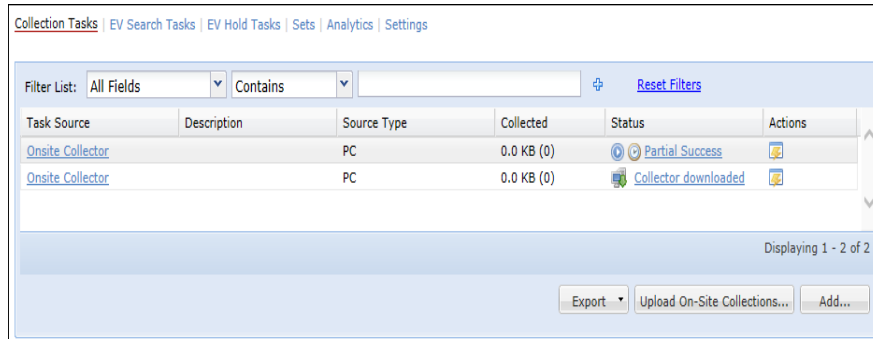 Collection Tasks | EV Search Tasks | EV Hold Tasks | Sets | Analytics | Settings
Filter List: All Fields Contains Reset Filters
Task Source Description Source Type Collected Status Actions
Onsite Collector PC 0.0 KB (0) Partial Success
Onsite Collector PC 0.0 KB (0) Collector downloaded
Displaying 1 - 2 of 2
Export Upload On-Site Collections... Add...